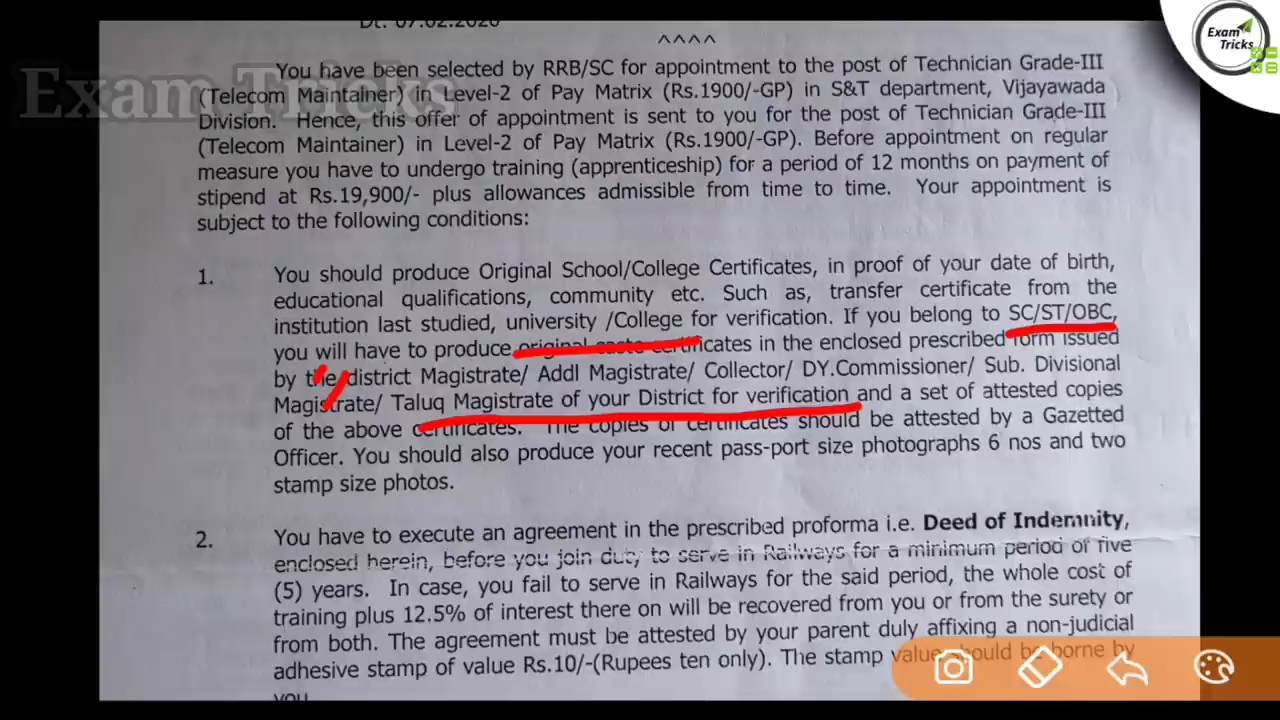 Dt. 07.02.2020
^^^^
Exam Tricks
Exam
Tricks
You have been selected by RRB/SC for appointment to the post of Technician Grade-III
(Telecom Maintainer) in Level-2 of Pay Matrix (Rs.1900/-GP) in S&T department, Vijayawada
Division. Hence, this offer of appointment is sent to you for the post of Technician Grade-III
(Telecom Maintainer) in Level-2 of Pay Matrix (Rs.1900/-GP). Before appointment on regular
measure you have to undergo training (apprenticeship) for a period of 12 months on payment of
stipend at Rs.19,900/- plus allowances admissible from time to time. Your appointment is
subject to the following conditions:
1. You should produce Original School/College Certificates, in proof of your date of birth,
educational qualifications, community etc. Such as, transfer certificate from the
institution last studied, university /College for verification. If you belong to SC/ST/OBC,
you will have to produce original caste certificates in the enclosed prescribed form issued
by the district Magistrate/ Addl Magistrate/ Collector/ DY.Commissioner/ Sub. Divisional
Magistrate/ Taluq Magistrate of your District for verification and a set of attested copies
of the above certificates. The copies of certificates should be attested by a Gazetted
Officer. You should also produce your recent pass-port size photographs 6 nos and two
stamp size photos.
2. You have to execute an agreement in the prescribed proforma i.e. Deed of Indemnity,
enclosed herein, before you join duty to serve in Railways for a minimum period of five
(5) years. In case, you fail to serve in Railways for the said period, the whole cost of
training plus 12.5% of interest there on will be recovered from you or from the surety or
from both. The agreement must be attested by your parent duly affixing a non-judicial
adhesive stamp of value Rs.10/-(Rupees ten only). The stamp value should be borne by
you